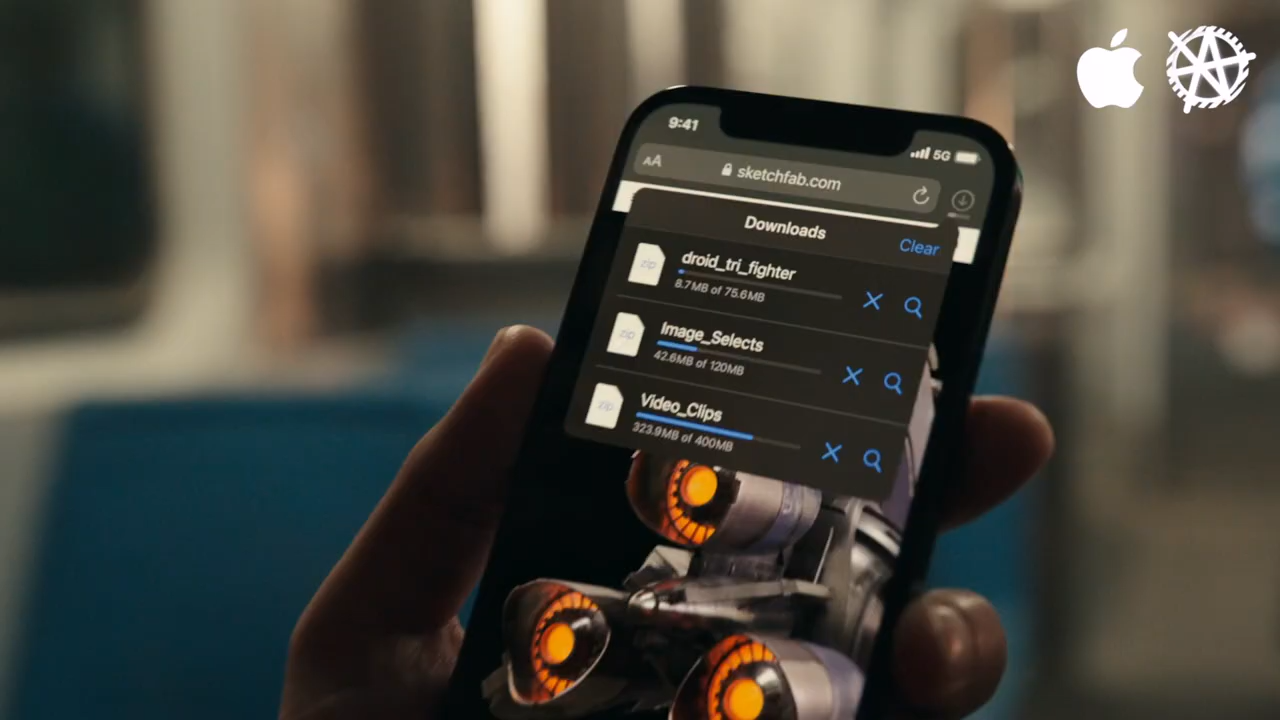 9:41
5G
AA
sketchfab.com
Downloads
Clear
zip
droid_tri_fighter
8.7MB of 75.6MB
zip
Image_Selects
42.6MB of 120MB
zip
Video_Clips
323.9MB of 400MB